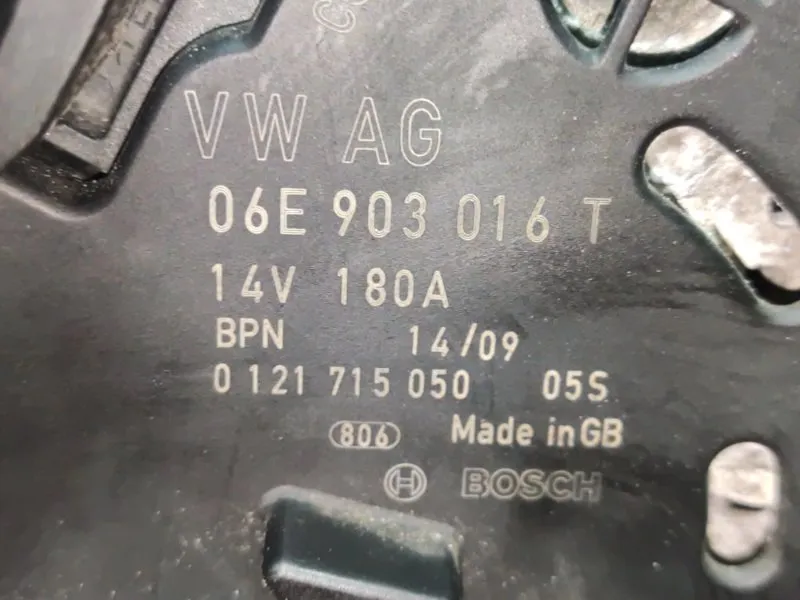 VW AG
06E 903 016 T
14V 180A
BPN 14/09
0 121 715 050 05S
806 Made in GB
BOSCH